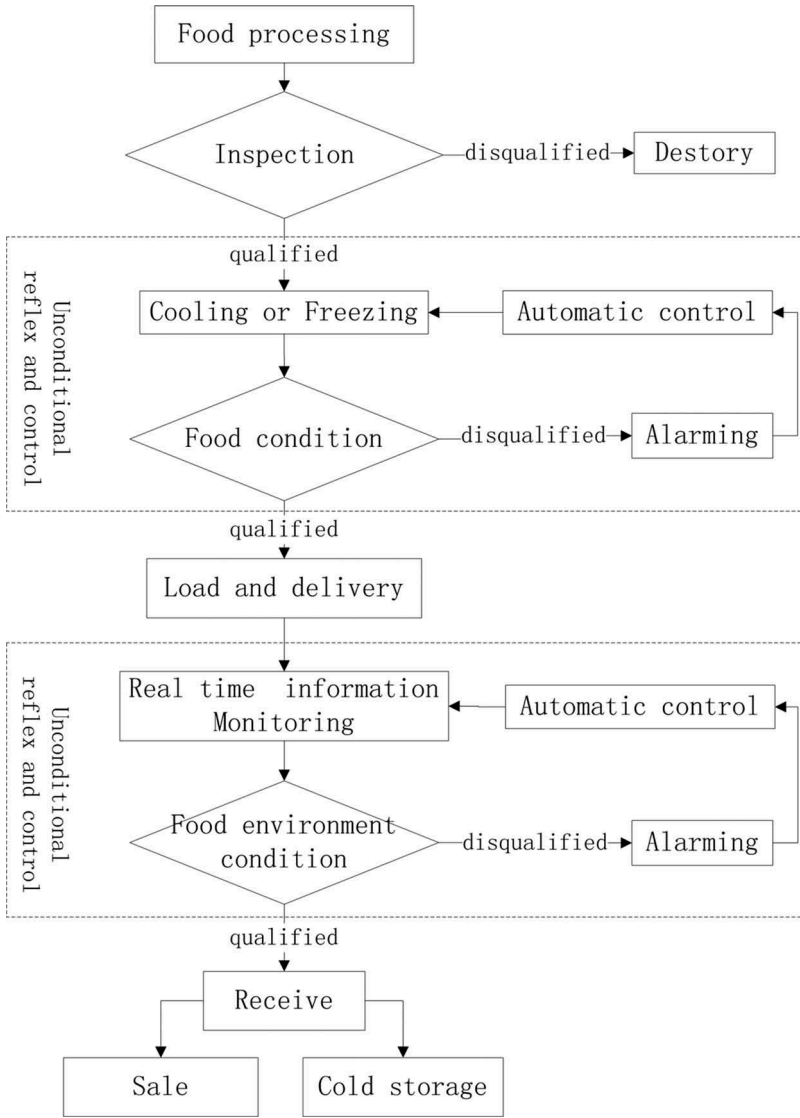 Food processing
Inspection
disqualified
Destory
qualified
Unconditional
reflex and control
Cooling or Freezing
Automatic control
Food condition
disqualified
Alarming
qualified
Load and delivery
Unconditional
reflex and control
Real time information
Monitoring
Automatic control
Food environment
condition
disqualified
Alarming
qualified
Receive
Sale
Cold storage